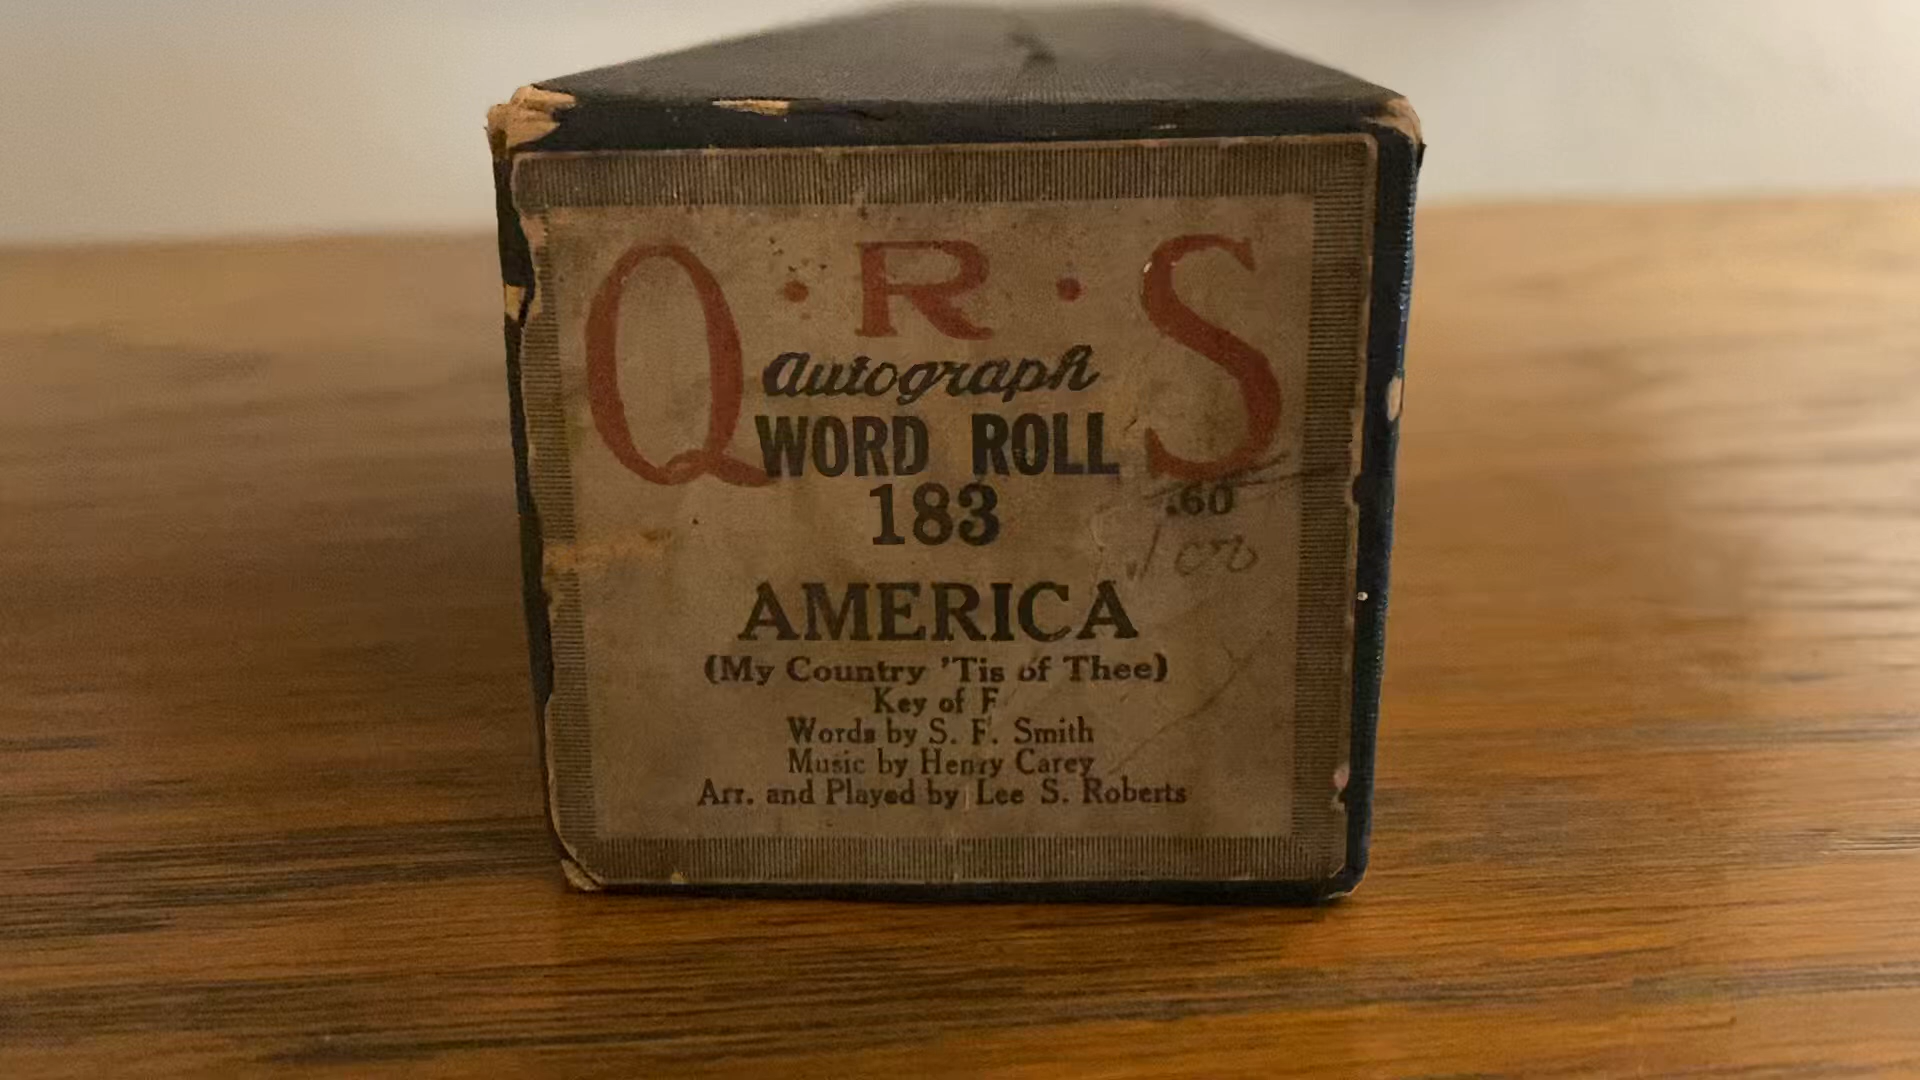 Q·R·S
Autograph
WORD ROLL
183
.60
AMERICA
(My Country 'Tis of Thee)
Key of F
Words by S. F. Smith
Music by Henry Carey
Arr. and Played by Lee S. Roberts